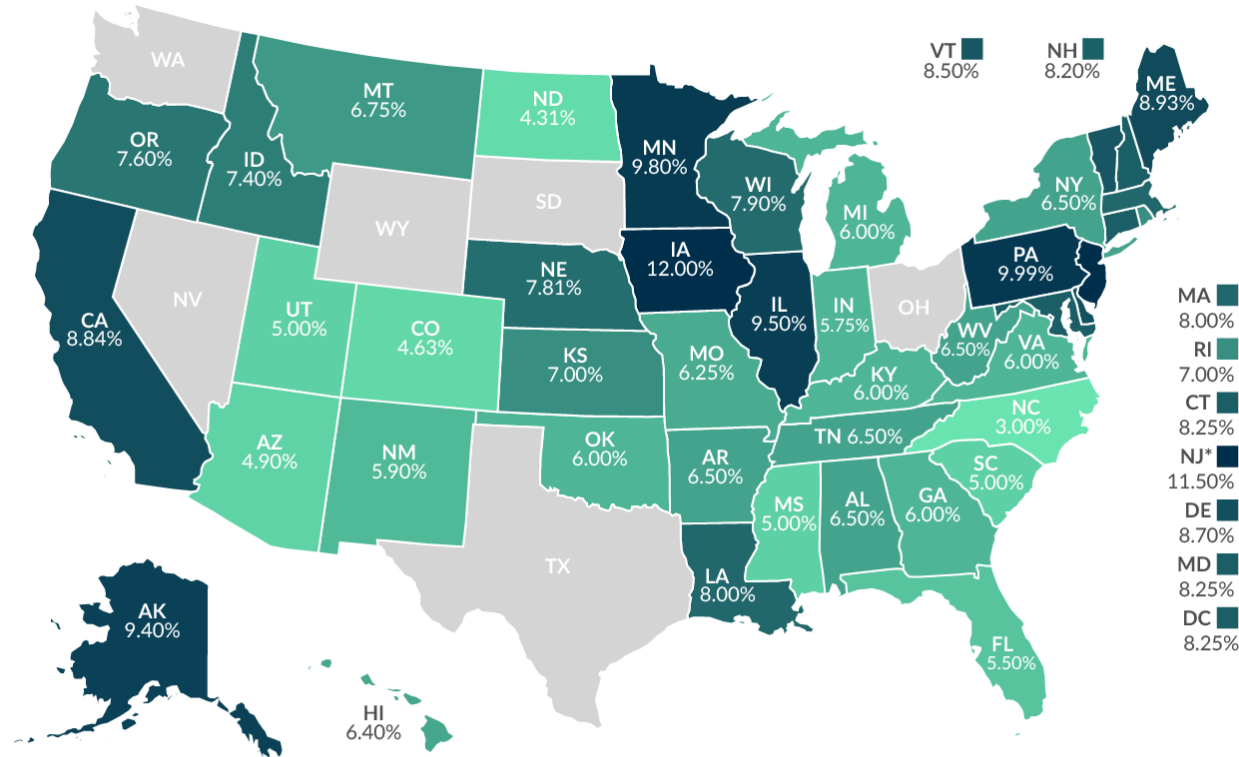 WA
VT
8.50%
NH
8.20%
ME
8.93%
MT
6.75%
ND
4.31%
OR
7.60%
ID
7.40%
MN
9.80%
WI
7.90%
MI
6.00%
NY
6.50%
SD
WY
NE
7.81%
IA
12.00%
PA
9.99%
NV
UT
5.00%
CO
4.63%
CA
8.84%
IL
9.50%
IN
5.75%
OH
WV
6.50%
VA
6.00%
MA
8.00%
RI
7.00%
CT
8.25%
NJ*
11.50%
DE
8.70%
MD
8.25%
DC
8.25%
KS
7.00%
MO
6.25%
KY
6.00%
NC
3.00%
TN 6.50%
AZ
4.90%
NM
5.90%
OK
6.00%
AR
6.50%
SC
5.00%
MS
5.00%
AL
6.50%
GA
6.00%
TX
LA
8.00%
FL
5.50%
AK
9.40%
HI
6.40%